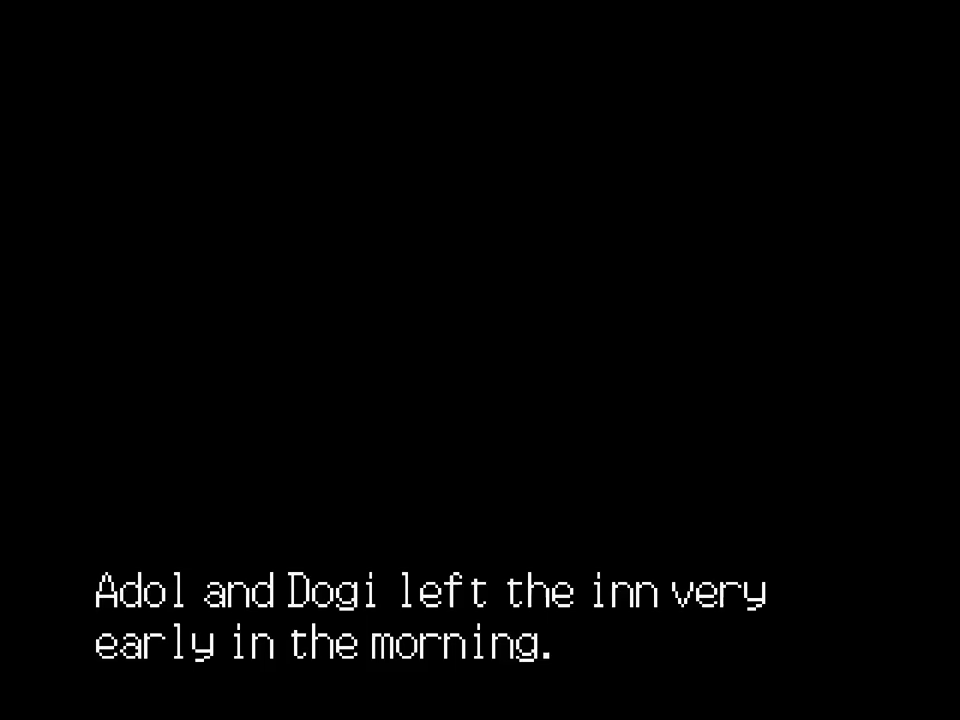 Adol and Dogi left the inn very
early in the morning.